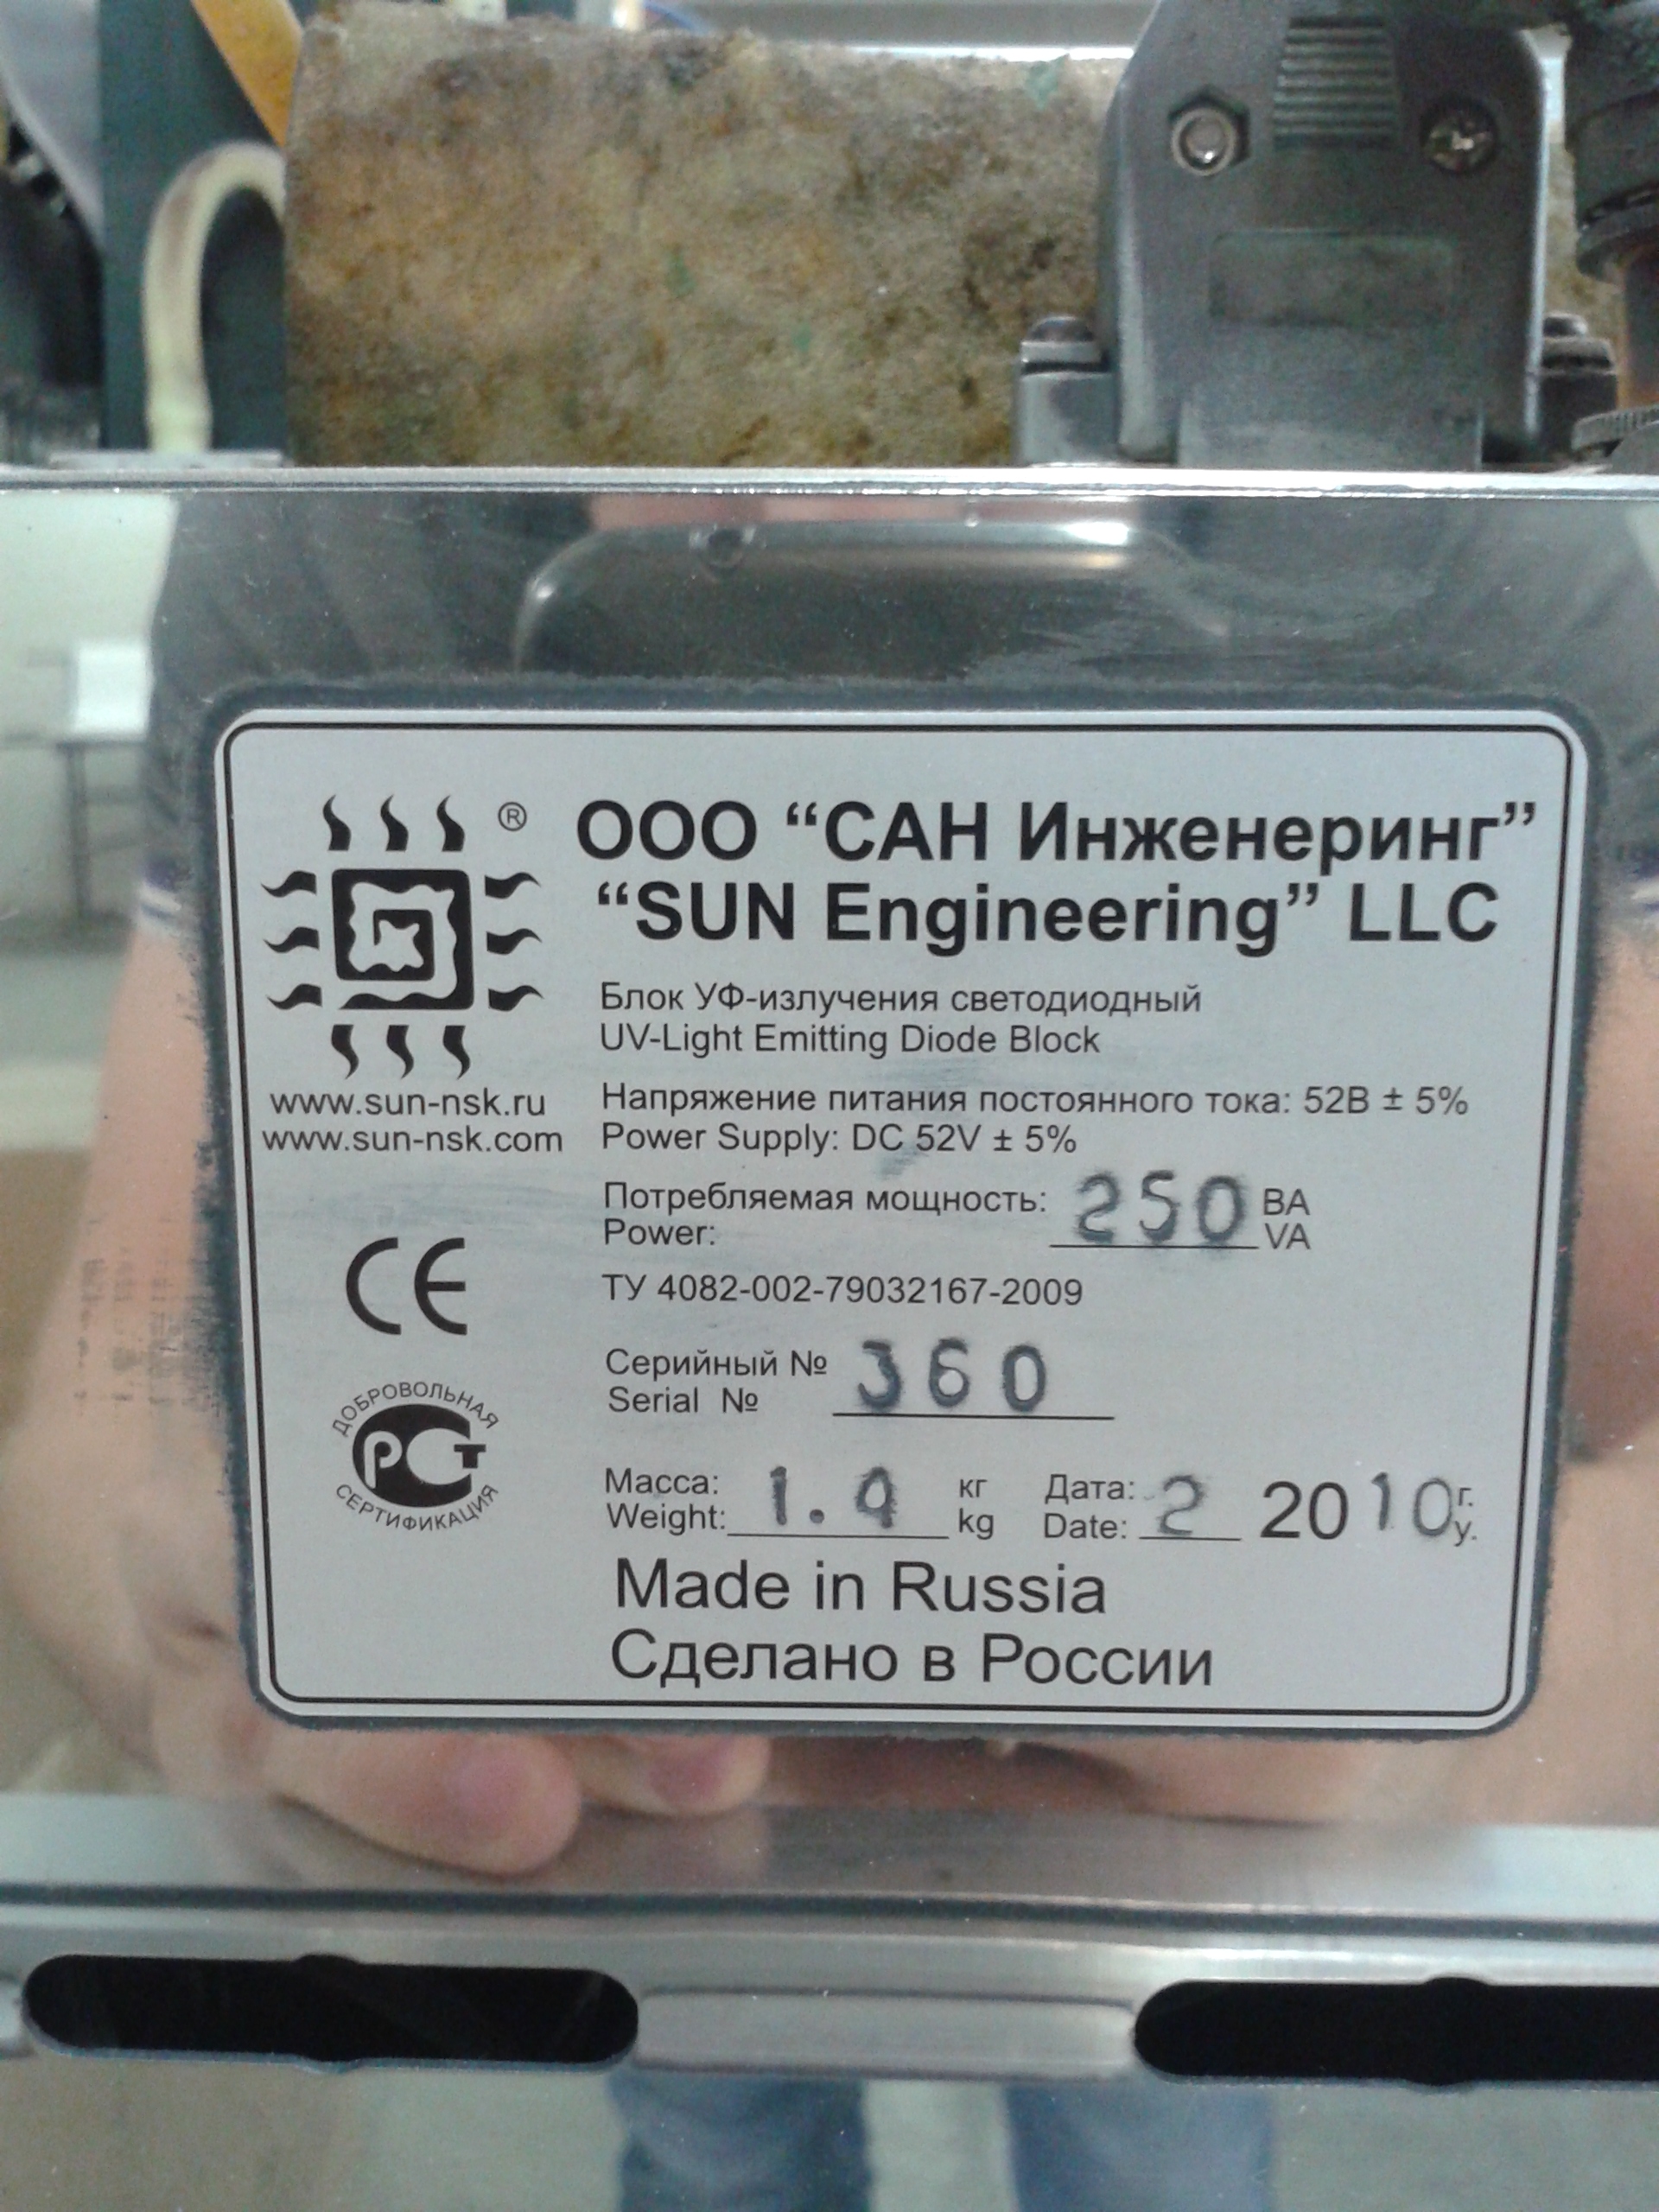 ®
ООО “САН Инженеринг”
“SUN Engineering” LLC
Блок УФ-излучения светодиодный
UV-Light Emitting Diode Block
www.sun-nsk.ru
www.sun-nsk.com
Напряжение питания постоянного тока: 52В ± 5%
Power Supply: DC 52V ± 5%
Потребляемая мощность: 250 ВА
Power: VA
ТУ 4082-002-79032167-2009
CE
Серийный № 360
Serial №
ДОБРОВОЛЬНАЯ
РСТ
СЕРТИФИКАЦИЯ
Масса: 1.4 кг Дата: 2 2010 г.
Weight: kg Date: y.
Made in Russia
Сделано в России